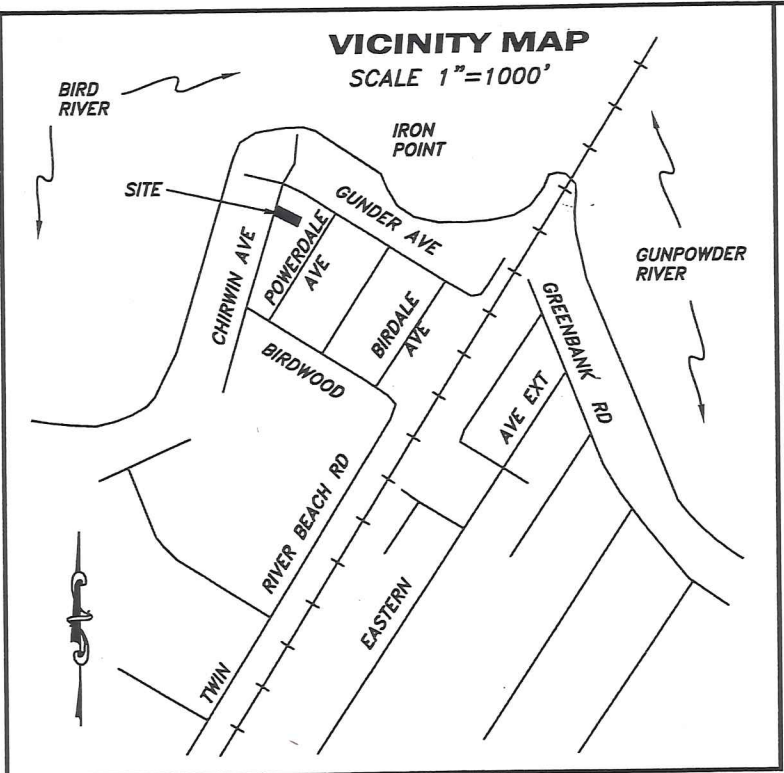 VICINITY MAP
SCALE 1"=1000'
BIRD
RIVER
IRON
POINT
SITE
GUNDER AVE
POWERDALE
AVE
CHIRWIN AVE
GUNPOWDER
RIVER
BIRDALE
AVE
GREENBANK RD
BIRDWOOD
AVE EXT
RIVER BEACH RD
EASTERN
TWIN